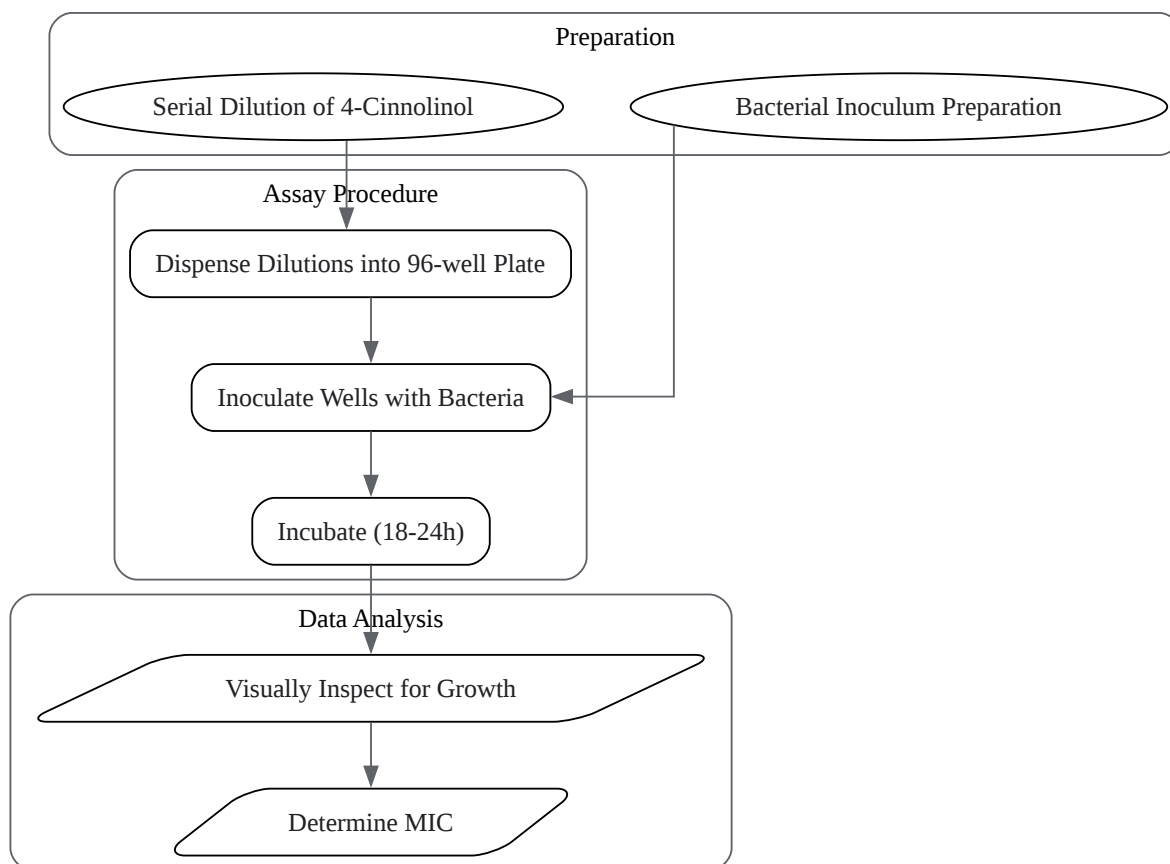 Preparation
Serial Dilution of 4-Cinnolinol
Bacterial Inoculum Preparation
Assay Procedure
Dispense Dilutions into 96-well Plate
Inoculate Wells with Bacteria
Incubate (18-24h)
Data Analysis
Visually Inspect for Growth
Determine MIC